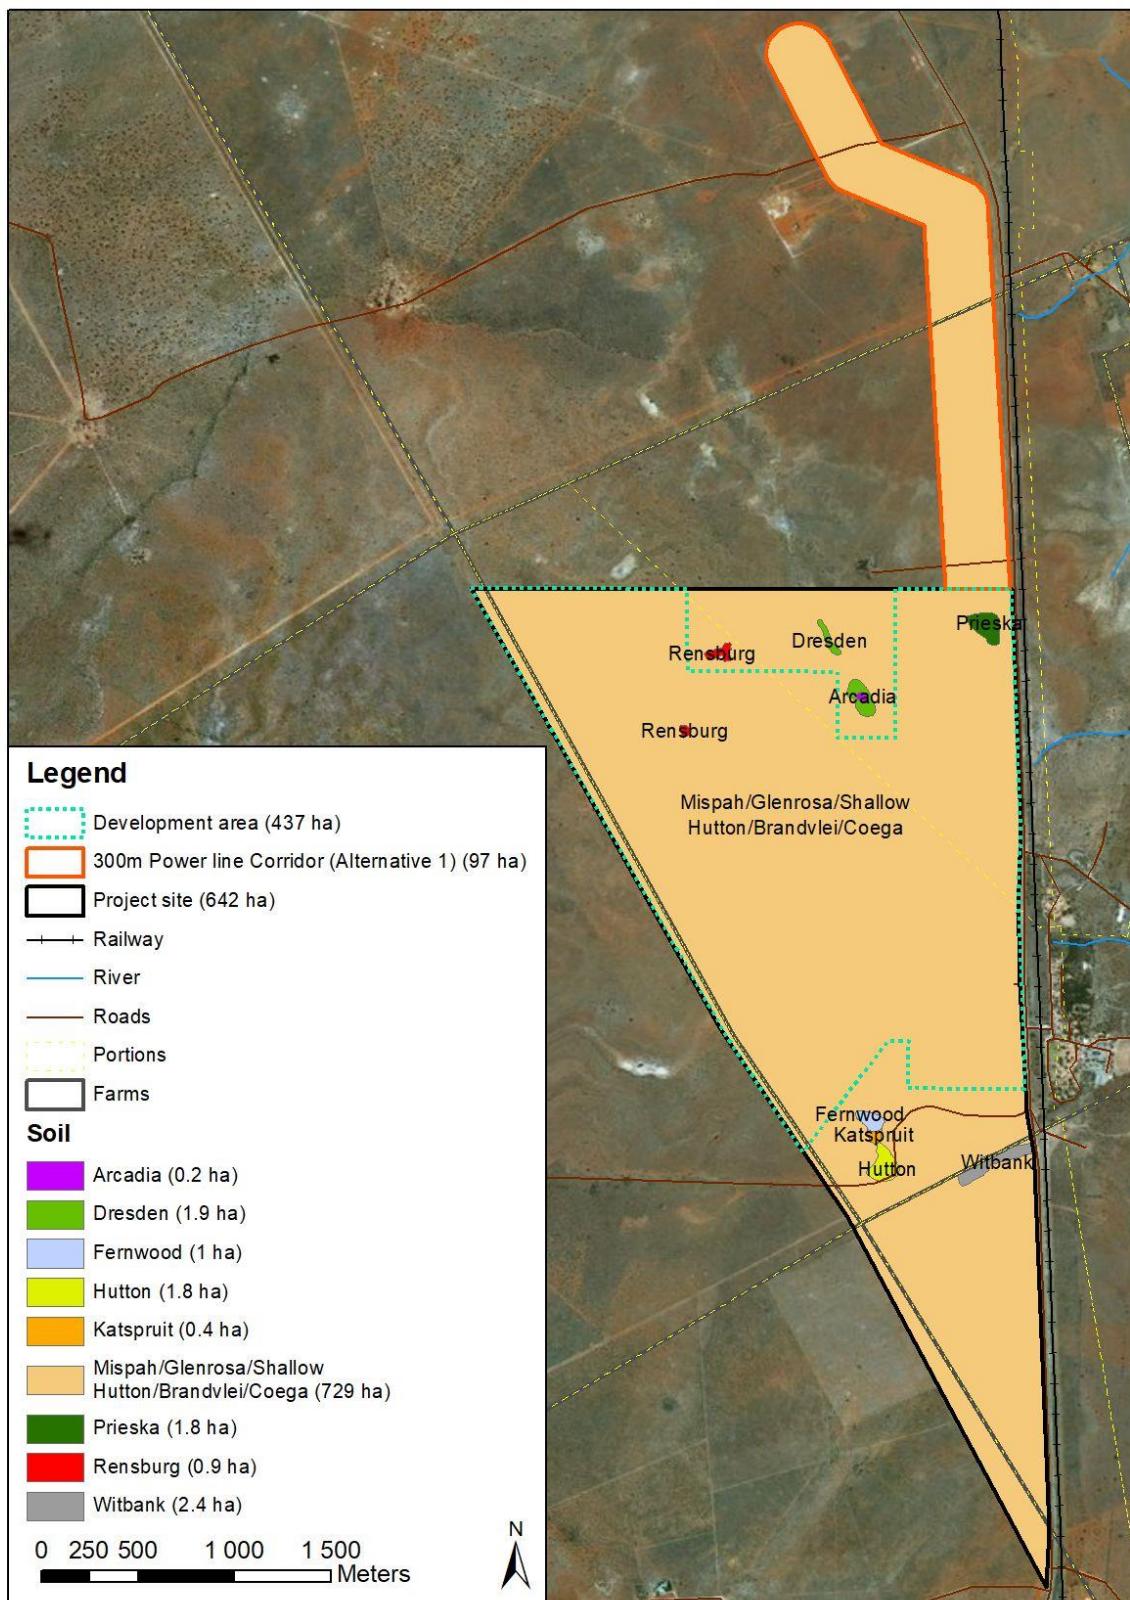 Prieska
Dresden
Rensburg
Arcadia
Rensburg
Mispah/Glenrosa/Shallow
Hutton/Brandvlei/Coega
Fernwood
Katspruit
Hutton
Witbank
Legend
Development area (437 ha)
300m Power line Corridor (Alternative 1) (97 ha)
Project site (642 ha)
Railway
River
Roads
Portions
Farms
Soil
Arcadia (0.2 ha)
Dresden (1.9 ha)
Fernwood (1 ha)
Hutton (1.8 ha)
Katspruit (0.4 ha)
Mispah/Glenrosa/Shallow
Hutton/Brandvlei/Coega (729 ha)
Prieska (1.8 ha)
Rensburg (0.9 ha)
Witbank (2.4 ha)
0 250 500 1 000 1 500
Meters
N